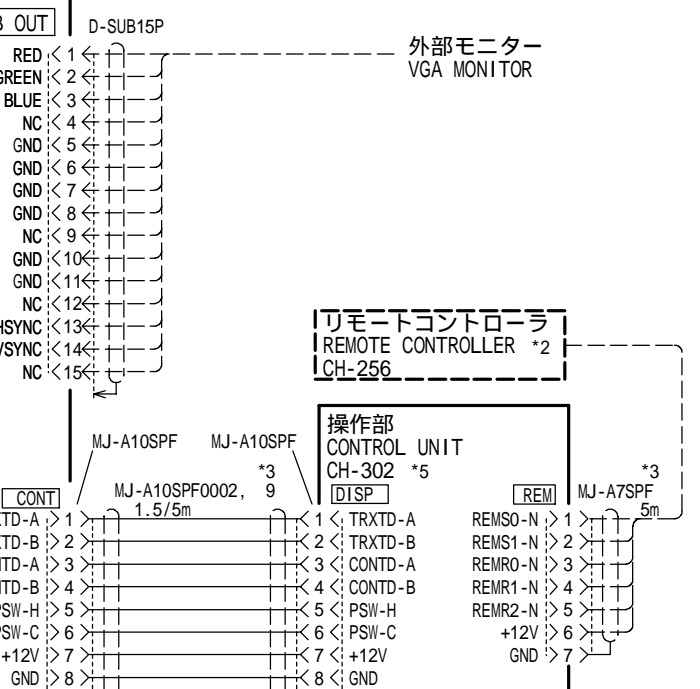 OUT
D-SUB15P
RED 1
GREEN 2
BLUE 3
NC 4
GND 5
GND 6
GND 7
GND 8
NC 9
GND 10
GND 11
NC 12
HSYNC 13
VSYNC 14
NC 15
外部モニター
VGA MONITOR
リモートコントローラ
REMOTE CONTROLLER *2
CH-256
MJ-A10SPF
MJ-A10SPF
*3
MJ-A10SPF0002, 9
1.5/5m
操作部
CONTROL UNIT
CH-302 *5
DISP
REM
*3
MJ-A7SPF
5m
CONT
TD-A 1
TD-B 2
TD-A 3
TD-B 4
PSW-H 5
PSW-C 6
+12V 7
GND 8
1 TRXTD-A
2 TRXTD-B
3 CONTD-A
4 CONTD-B
5 PSW-H
6 PSW-C
7 +12V
8 GND
REMS0-N 1
REMS1-N 2
REMR0-N 3
REMR1-N 4
REMR2-N 5
+12V 6
GND 7